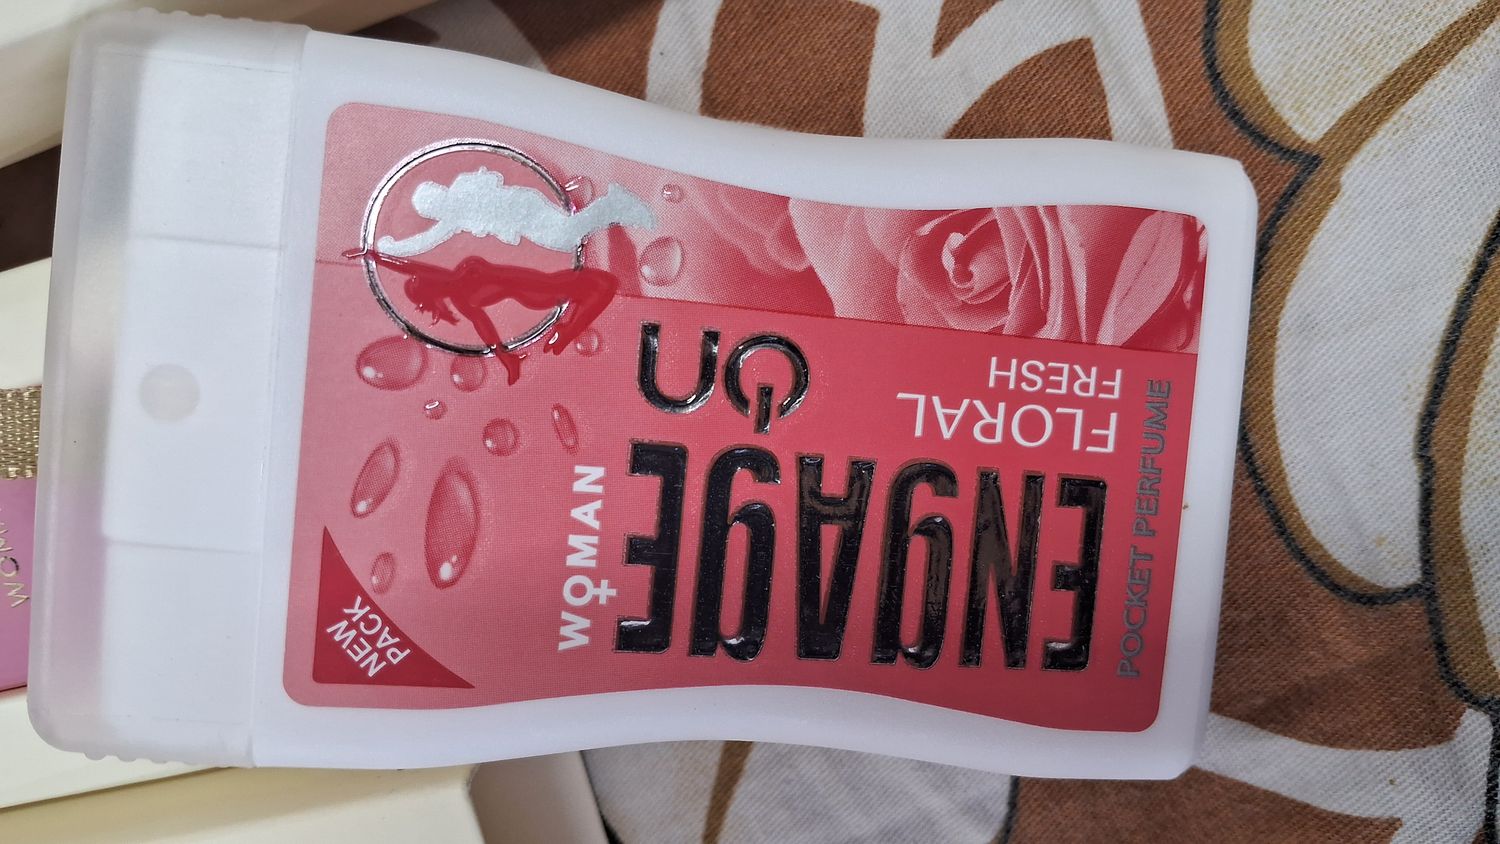 NEW
PACK
WOMAN
ENGAGE
On
FLORAL
FRESH
POCKET PERFUME